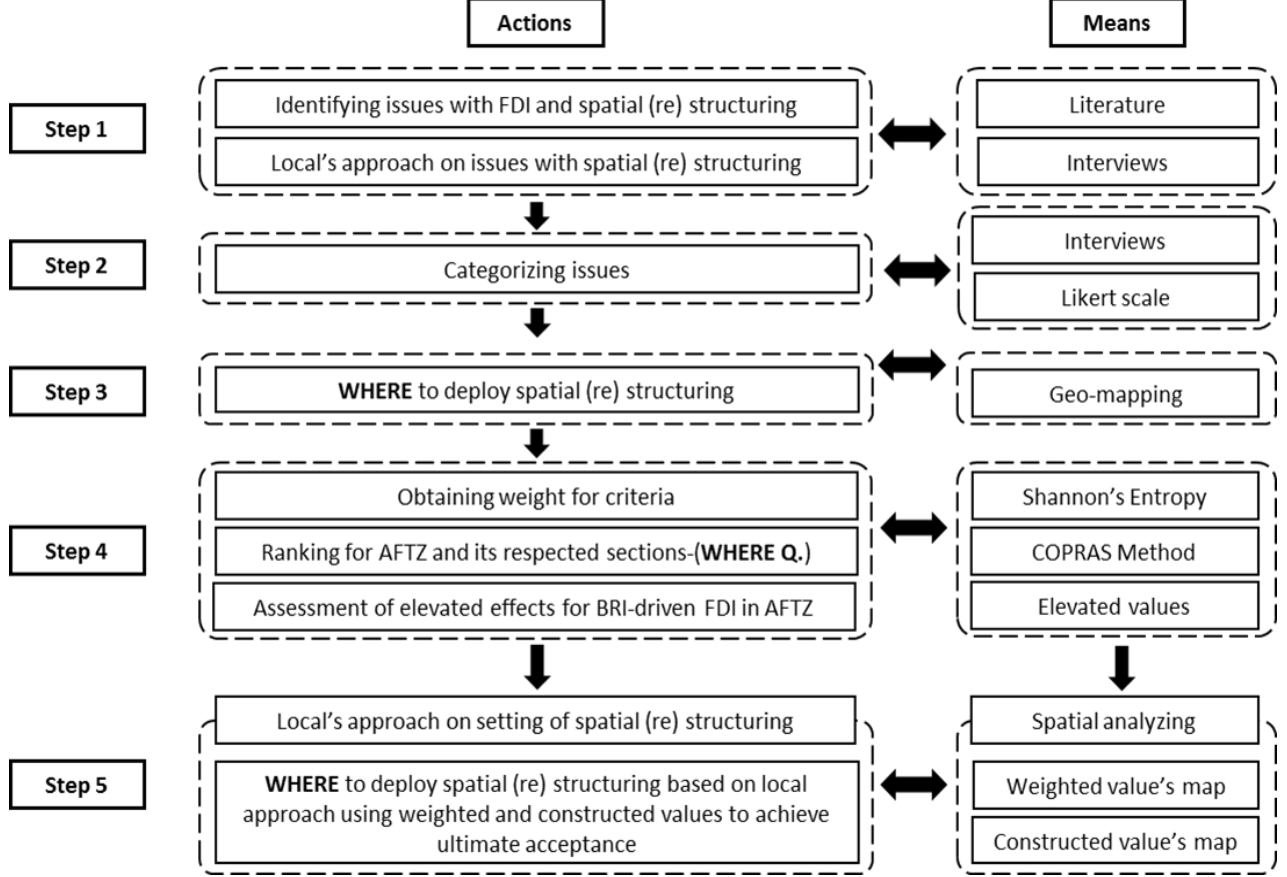 Actions
Means
Step 1
Identifying issues with FDI and spatial (re) structuring
Local's approach on issues with spatial (re) structuring
Literature
Interviews
Step 2
Categorizing issues
Interviews
Likert scale
Step 3
WHERE to deploy spatial (re) structuring
Geo-mapping
Step 4
Obtaining weight for criteria
Ranking for AFTZ and its respected sections-(WHERE Q.)
Assessment of elevated effects for BRI-driven FDI in AFTZ
Shannon's Entropy
COPRAS Method
Elevated values
Step 5
Local's approach on setting of spatial (re) structuring
WHERE to deploy spatial (re) structuring based on local
approach using weighted and constructed values to achieve
ultimate acceptance
Spatial analyzing
Weighted value's map
Constructed value's map